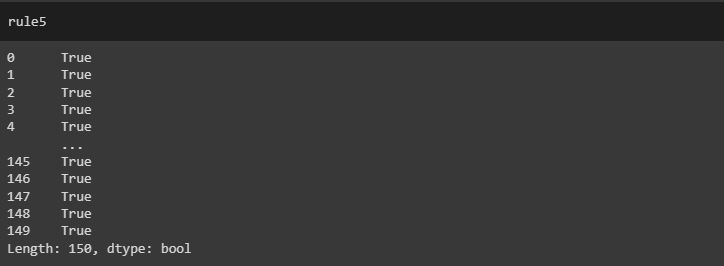 rule5
0 True
1 True
2 True
3 True
4 True
...
145 True
146 True
147 True
148 True
149 True
Length: 150, dtype: bool